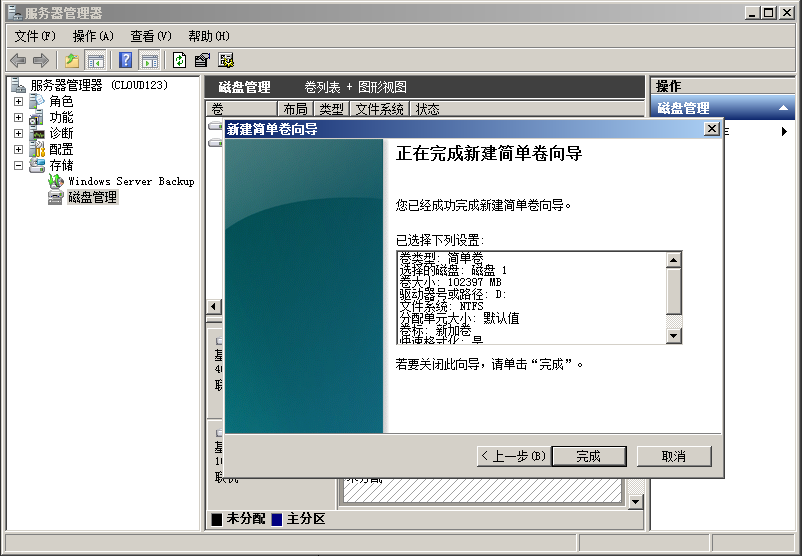 服务器管理器
文件(F) 操作(A) 查看(V) 帮助(H)
服务器管理器 (CLOUD123)
角色
功能
诊断
配置
存储
Windows Server Backup
磁盘管理
磁盘管理 卷列表 + 图形视图
卷 布局 类型 文件系统 状态
操作
磁盘管理
新建简单卷向导
正在完成新建简单卷向导
您已经成功完成新建简单卷向导。
已选择下列设置:
卷类型: 简单卷
选择的磁盘: 磁盘 1
卷大小: 102397 MB
驱动器号或路径: D:
文件系统: NTFS
分配单元大小: 默认值
卷标: 新加卷
快速格式化: 是
若要关闭此向导，请单击“完成”。
< 上一步(B) 完成 取消
未分配
未分配 主分区